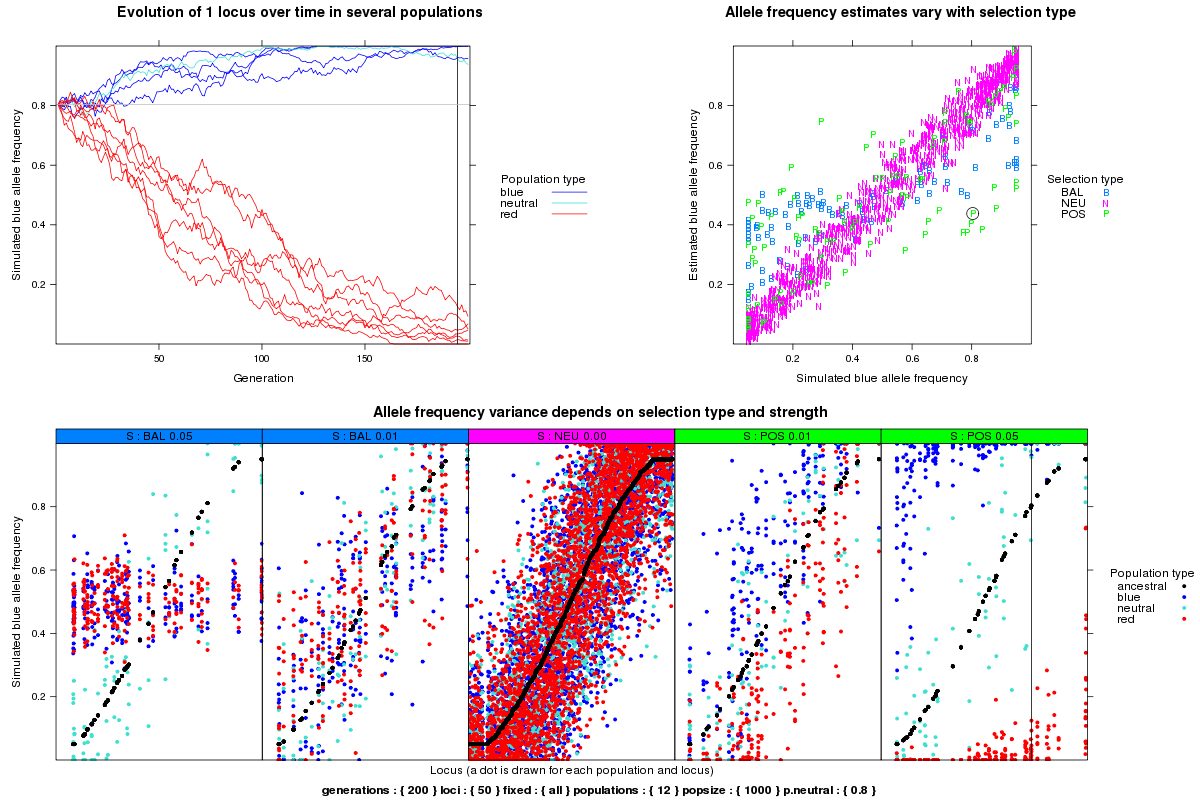 Evolution of 1 locus over time in several populations
Simulated blue allele frequency
0.8
0.6
0.4
0.2
50
100
150
Generation
Population type
blue
neutral
red
Allele frequency estimates vary with selection type
Estimated blue allele frequency
0.8
0.6
0.4
0.2
0.2
0.4
0.6
0.8
Simulated blue allele frequency
Selection type
BAL B
NEU N
POS P
Allele frequency variance depends on selection type and strength
S : BAL 0.05
S : BAL 0.01
S : NEU 0.00
S : POS 0.01
S : POS 0.05
Simulated blue allele frequency
0.8
0.6
0.4
0.2
Population type
ancestral
blue
neutral
red
Locus (a dot is drawn for each population and locus)
generations : { 200 } loci : { 50 } fixed : { all } populations : { 12 } popsize : { 1000 } p.neutral : { 0.8 }